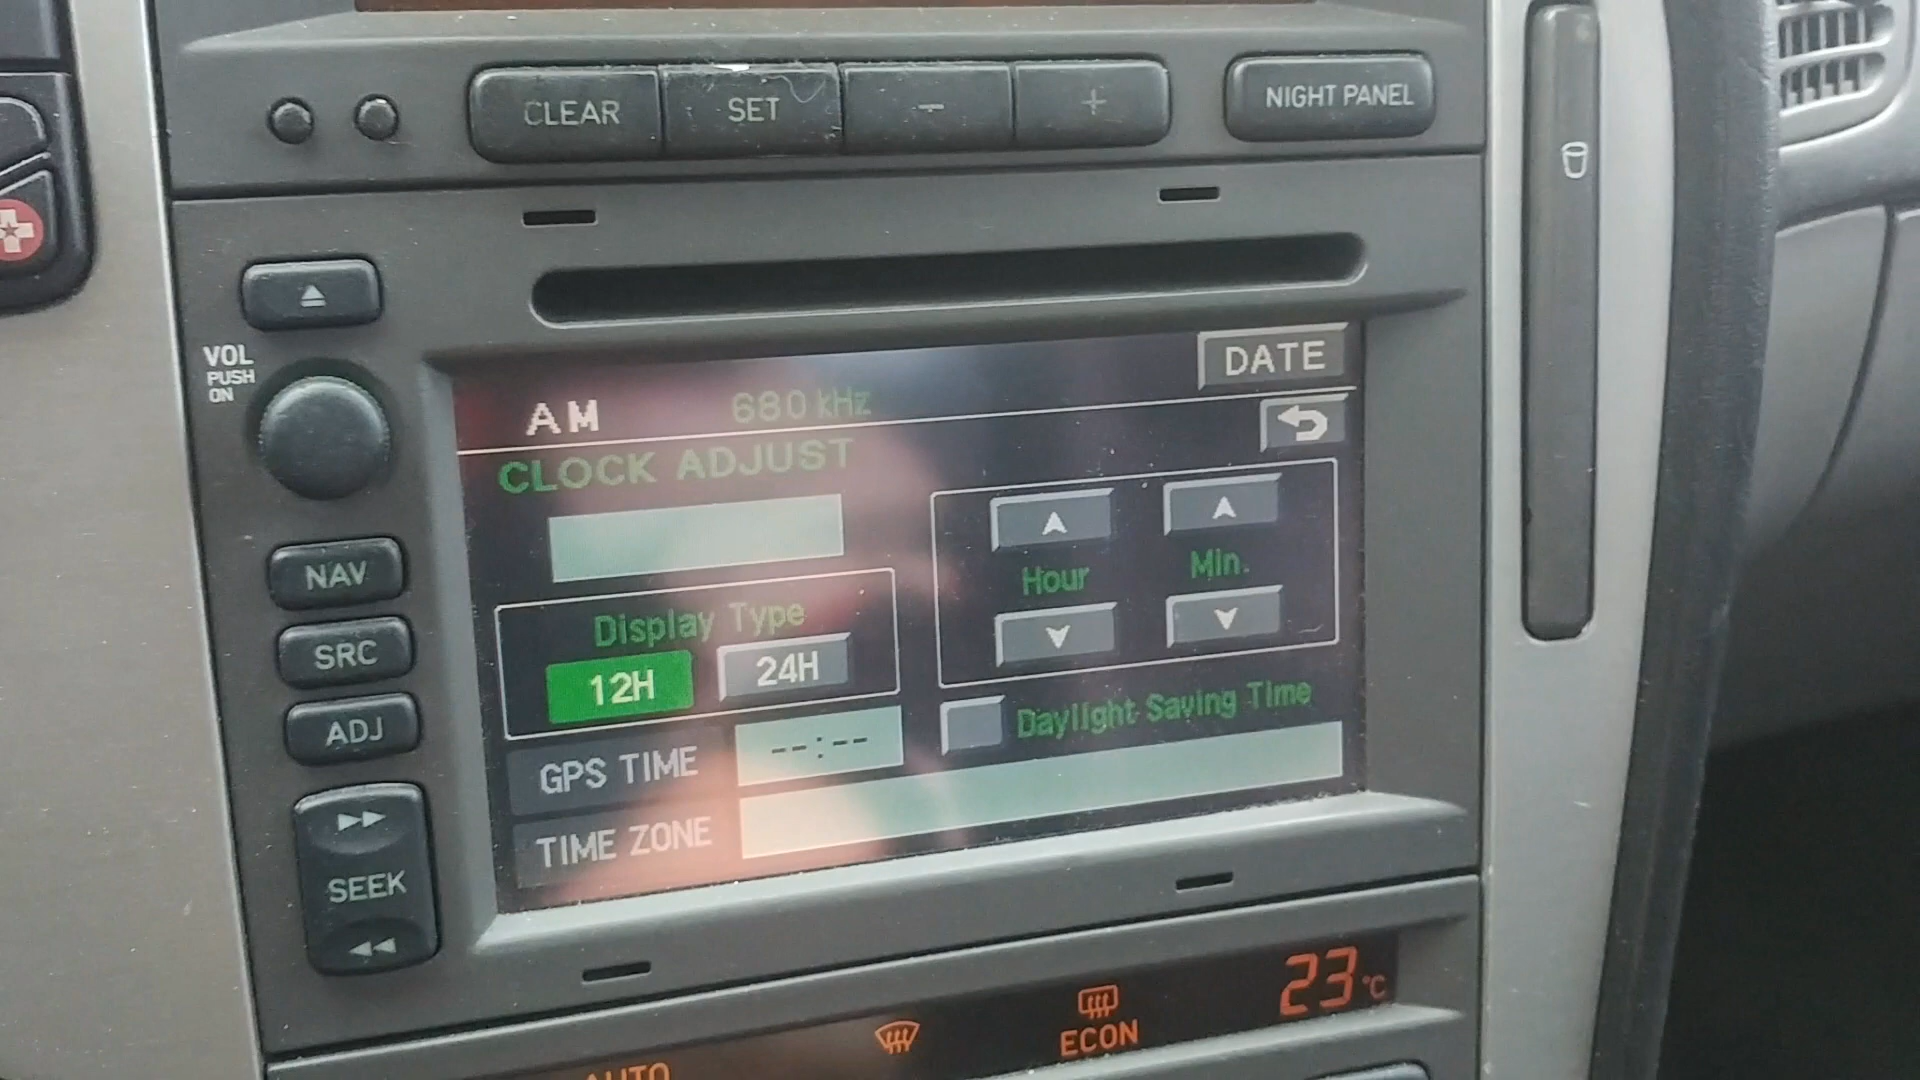 CLEAR SET - + NIGHT PANEL
VOL
PUSH
ON
DATE
AM 680 kHz
CLOCK ADJUST
Hour Min.
NAV
Display Type
SRC
12H 24H
ADJ
Daylight Saving Time
GPS TIME --:--
TIME ZONE
SEEK
23°C
ECON
AUTO